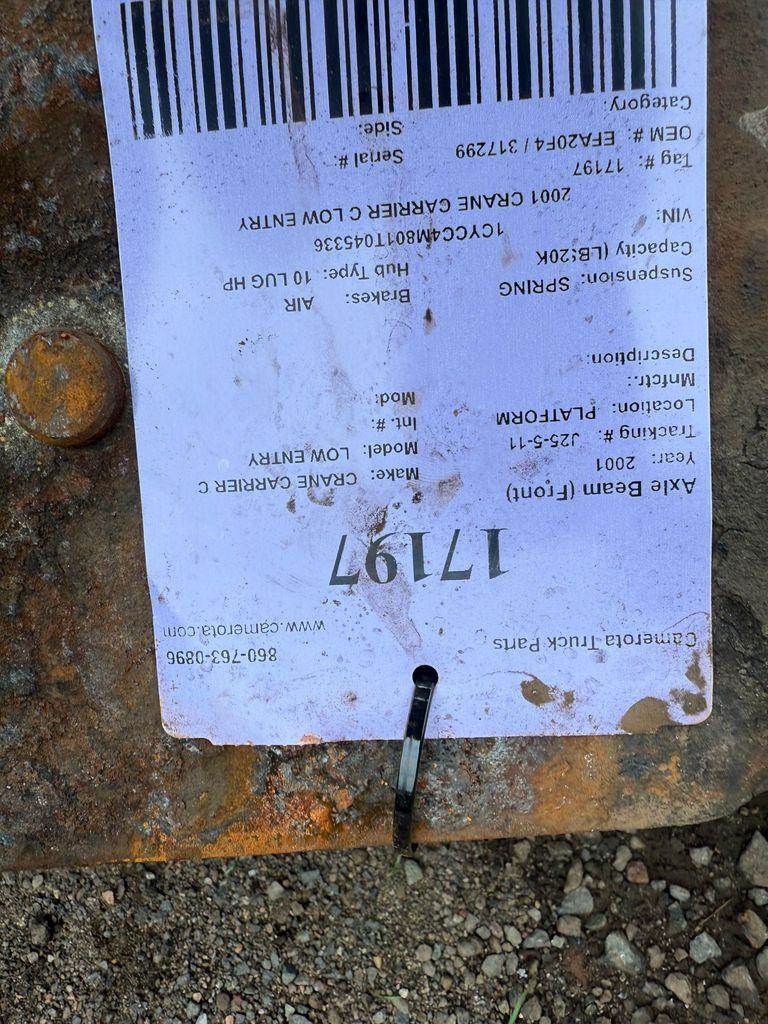 Camerota Truck Parts 860-763-0896
www.camerota.com
17197
Axle Beam (Front)
Year: 2001 Make: CRANE CARRIER C
Tracking #: J25-5-11 Model: LOW ENTRY
Location: PLATFORM Int. #:
Mnfctr.: Mod:
Description:
Suspension: SPRING Brakes: AIR
Capacity (LBS:20K Hub Type: 10 LUG HP
VIN: 1CYCC4M801T045336
2001 CRANE CARRIER C LOW ENTRY
Tag #: 17197
OEM #: EFA20F4 / 317299 Serial #
Category: Side: